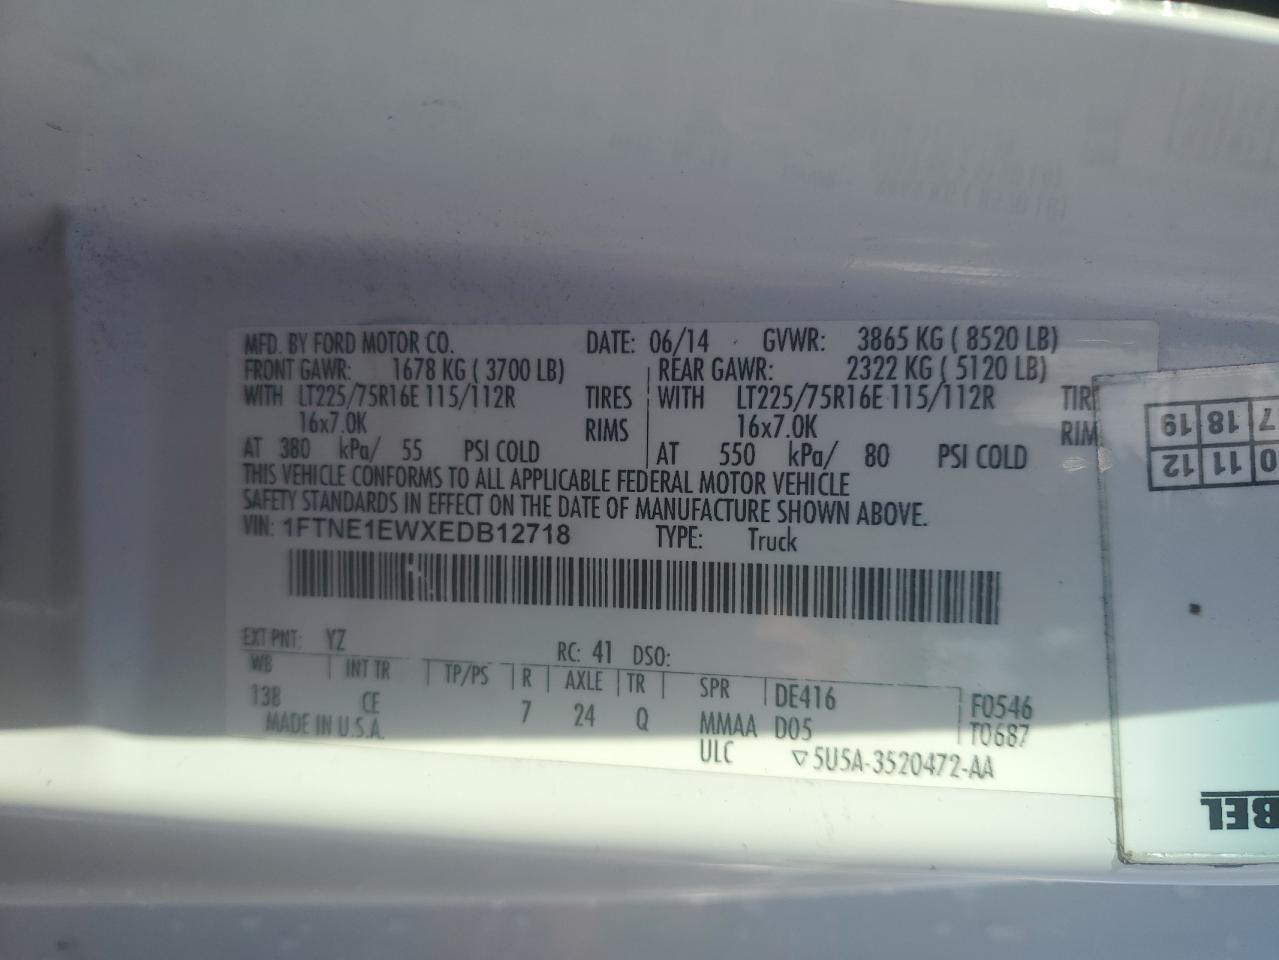 MFD. BY FORD MOTOR CO. DATE: 06/14 GVWR: 3865 KG ( 8520 LB)
FRONT GAWR: 1678 KG ( 3700 LB) REAR GAWR: 2322 KG ( 5120 LB)
WITH LT225/75R16E 115/112R TIRES WITH LT225/75R16E 115/112R TIR
16x7.0K RIMS 16x7.0K RIM
AT 380 kPa/ 55 PSI COLD AT 550 kPa/ 80 PSI COLD
THIS VEHICLE CONFORMS TO ALL APPLICABLE FEDERAL MOTOR VEHICLE
SAFETY STANDARDS IN EFFECT ON THE DATE OF MANUFACTURE SHOWN ABOVE.
VIN: 1FTNE1EWXEDB12718 TYPE: Truck
EXT PNT: YZ RC: 41 DSO:
WB INT TR TP/PS R AXLE TR SPR DE416 F0546
138 CE 7 24 Q MMAA D05 T0687
MADE IN U.S.A. ULC ▽5U5A-3520472-AA
7 18 19
0 11 12
BEL